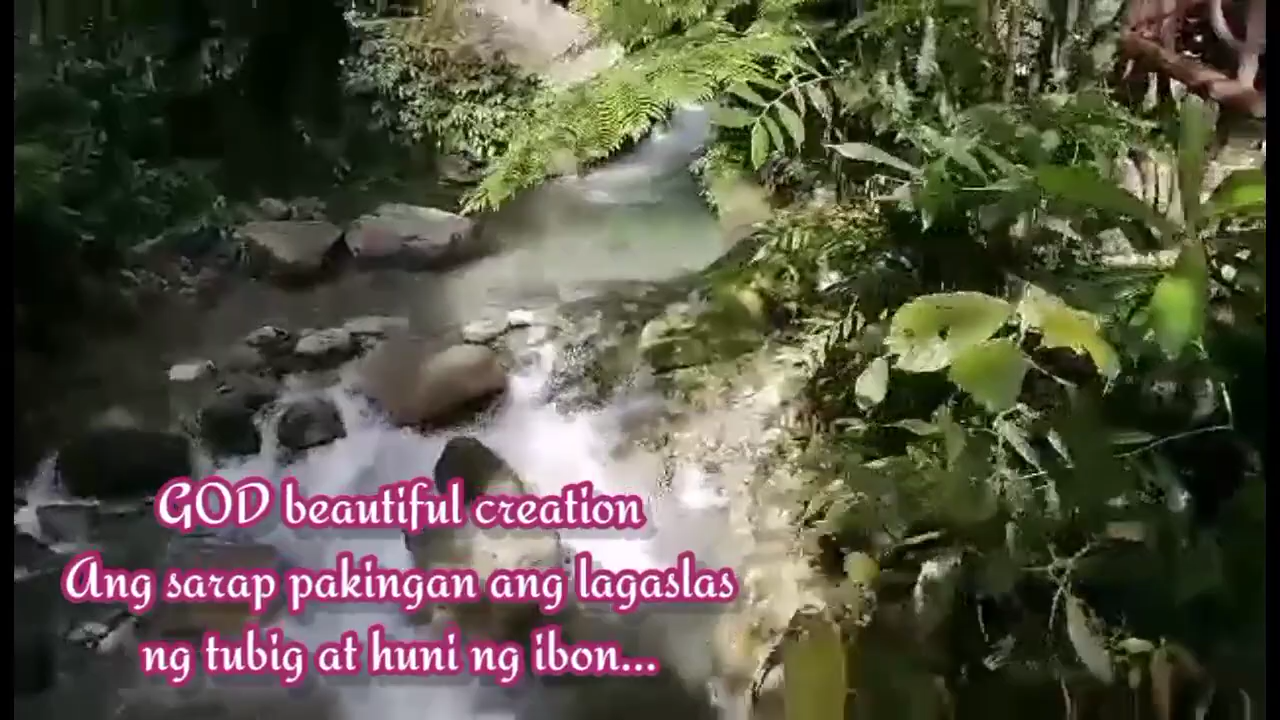 GOD beautiful creation
Ang sarap pakingan ang lagaslas
ng tubig at huni ng ibon...